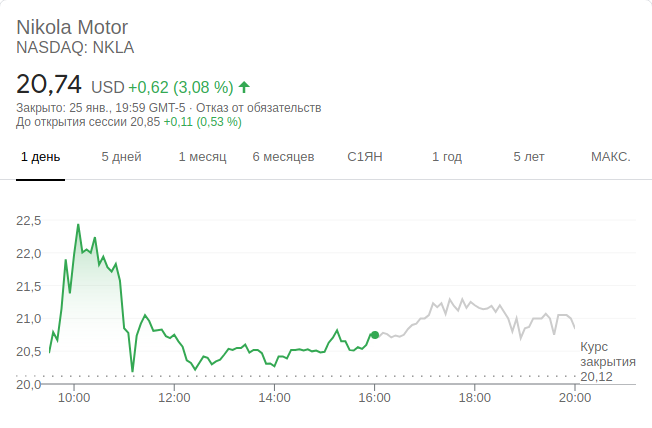 Nikola Motor
NASDAQ: NKLA
20,74 USD +0,62 (3,08 %)
Закрыто: 25 янв., 19:59 GMT-5 · Отказ от обязательств
До открытия сессии 20,85 +0,11 (0,53 %)
1 день 5 дней 1 месяц 6 месяцев С1ЯН 1 год 5 лет МАКС.
22,5
22,0
21,5
21,0
20,5
20,0
Курс
закрытия
20,12
10:00 12:00 14:00 16:00 18:00 20:00